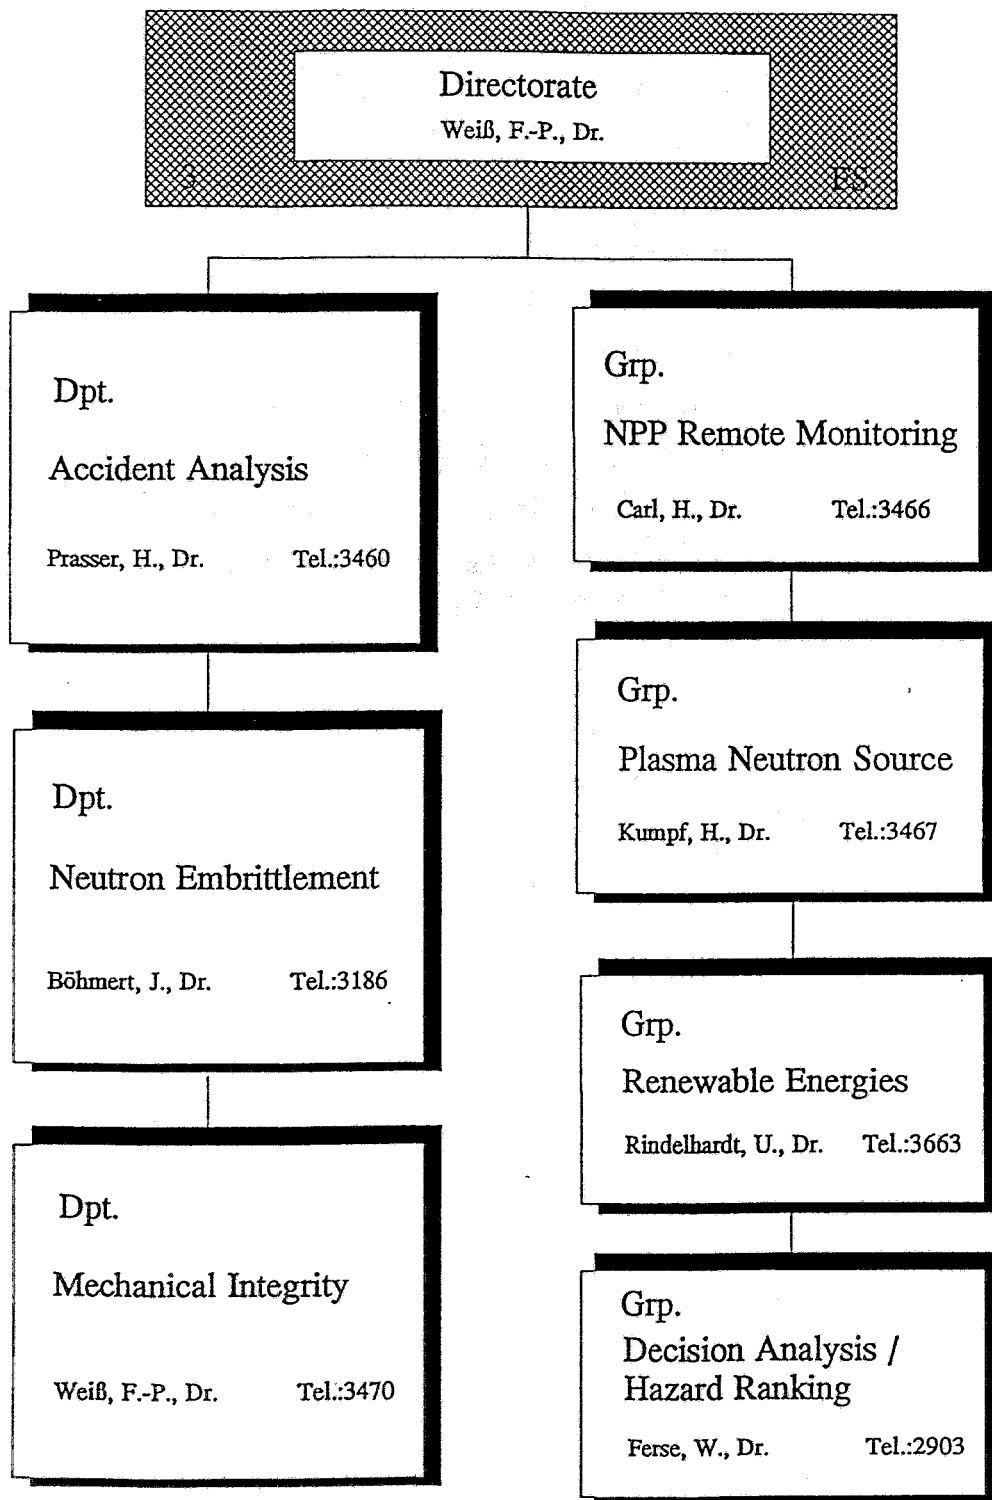 Directorate
Weiß, F.-P., Dr.
Dpt.
Accident Analysis
Prasser, H., Dr. Tel.:3460
Dpt.
Neutron Embrittlement
Böhmert, J., Dr. Tel.:3186
Dpt.
Mechanical Integrity
Weiß, F.-P., Dr. Tel.:3470
Grp.
NPP Remote Monitoring
Carl, H., Dr. Tel.:3466
Grp.
Plasma Neutron Source
Kumpf, H., Dr. Tel.:3467
Grp.
Renewable Energies
Rindelhardt, U., Dr. Tel.:3663
Grp.
Decision Analysis /
Hazard Ranking
Ferse, W., Dr. Tel.:2903